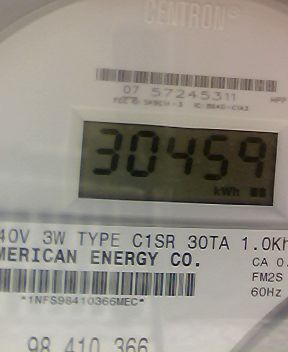 CENTRON®
07 57245311
30459
kWh
40V 3W TYPE C1SR 30TA 1.0Kh
MERICAN ENERGY CO.
CA 0.
FM2S
60Hz
*1NFS98410366MEC*
98 410 366